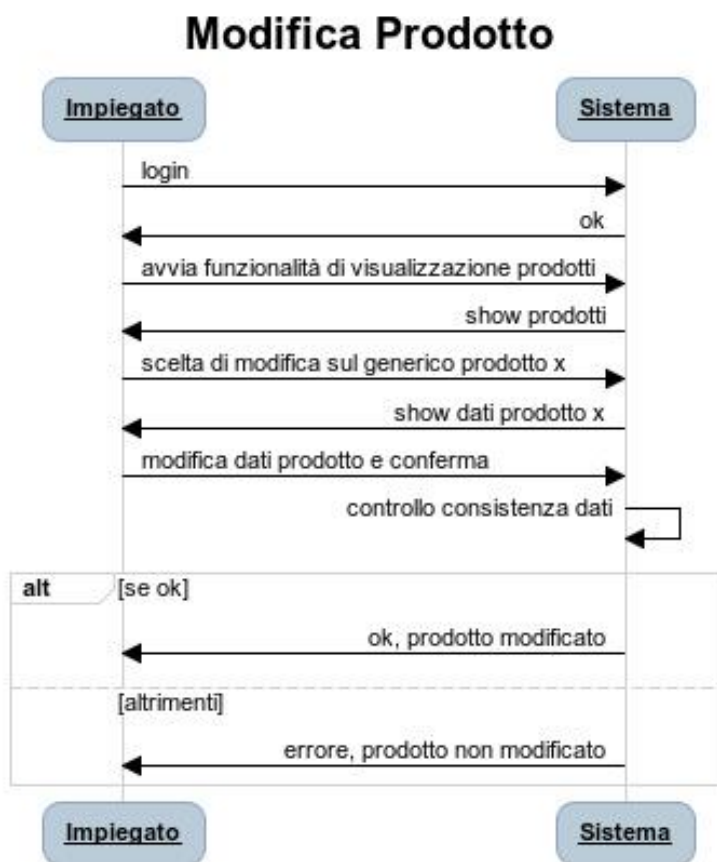 Modifica Prodotto
Impiegato
Sistema
login
ok
avvia funzionalità di visualizzazione prodotti
show prodotti
scelta di modifica sul generico prodotto x
show dati prodotto x
modifica dati prodotto e conferma
controllo consistenza dati
alt
[se ok]
ok, prodotto modificato
[altrimenti]
errore, prodotto non modificato
Impiegato
Sistema